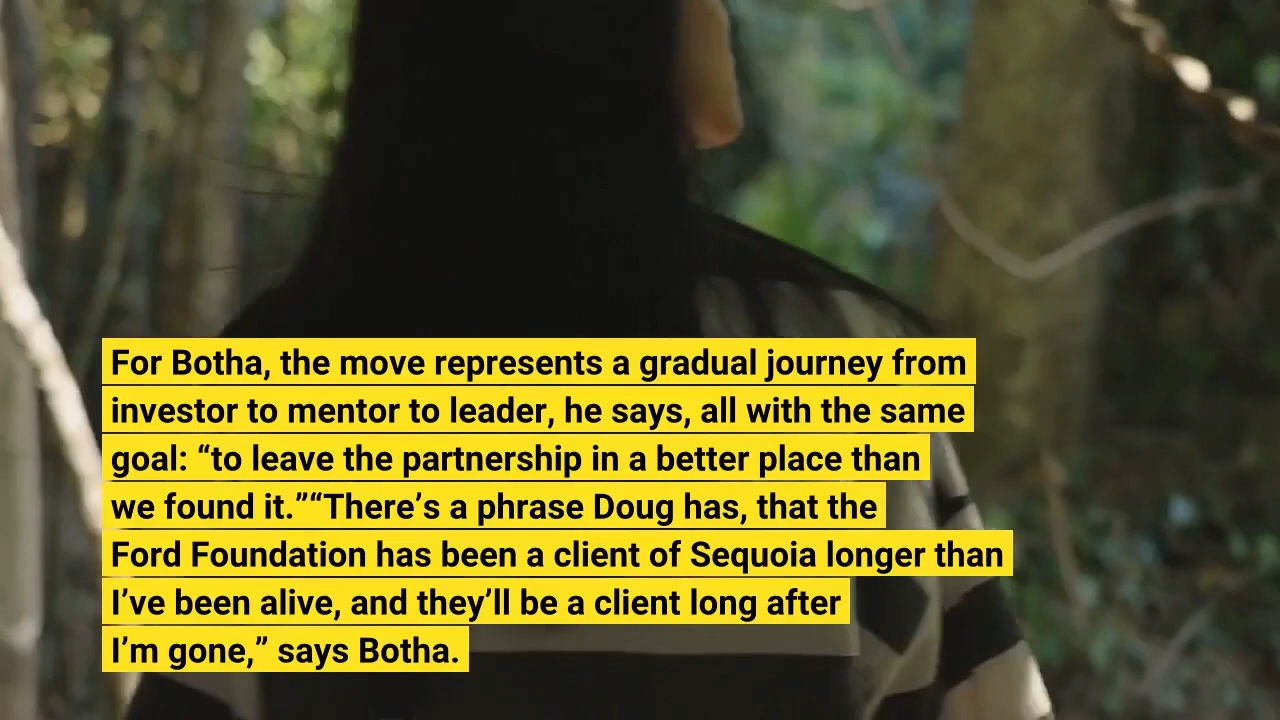 For Botha, the move represents a gradual journey from
investor to mentor to leader, he says, all with the same
goal: “to leave the partnership in a better place than
we found it.”“There’s a phrase Doug has, that the
Ford Foundation has been a client of Sequoia longer than
I’ve been alive, and they’ll be a client long after
I’m gone,” says Botha.